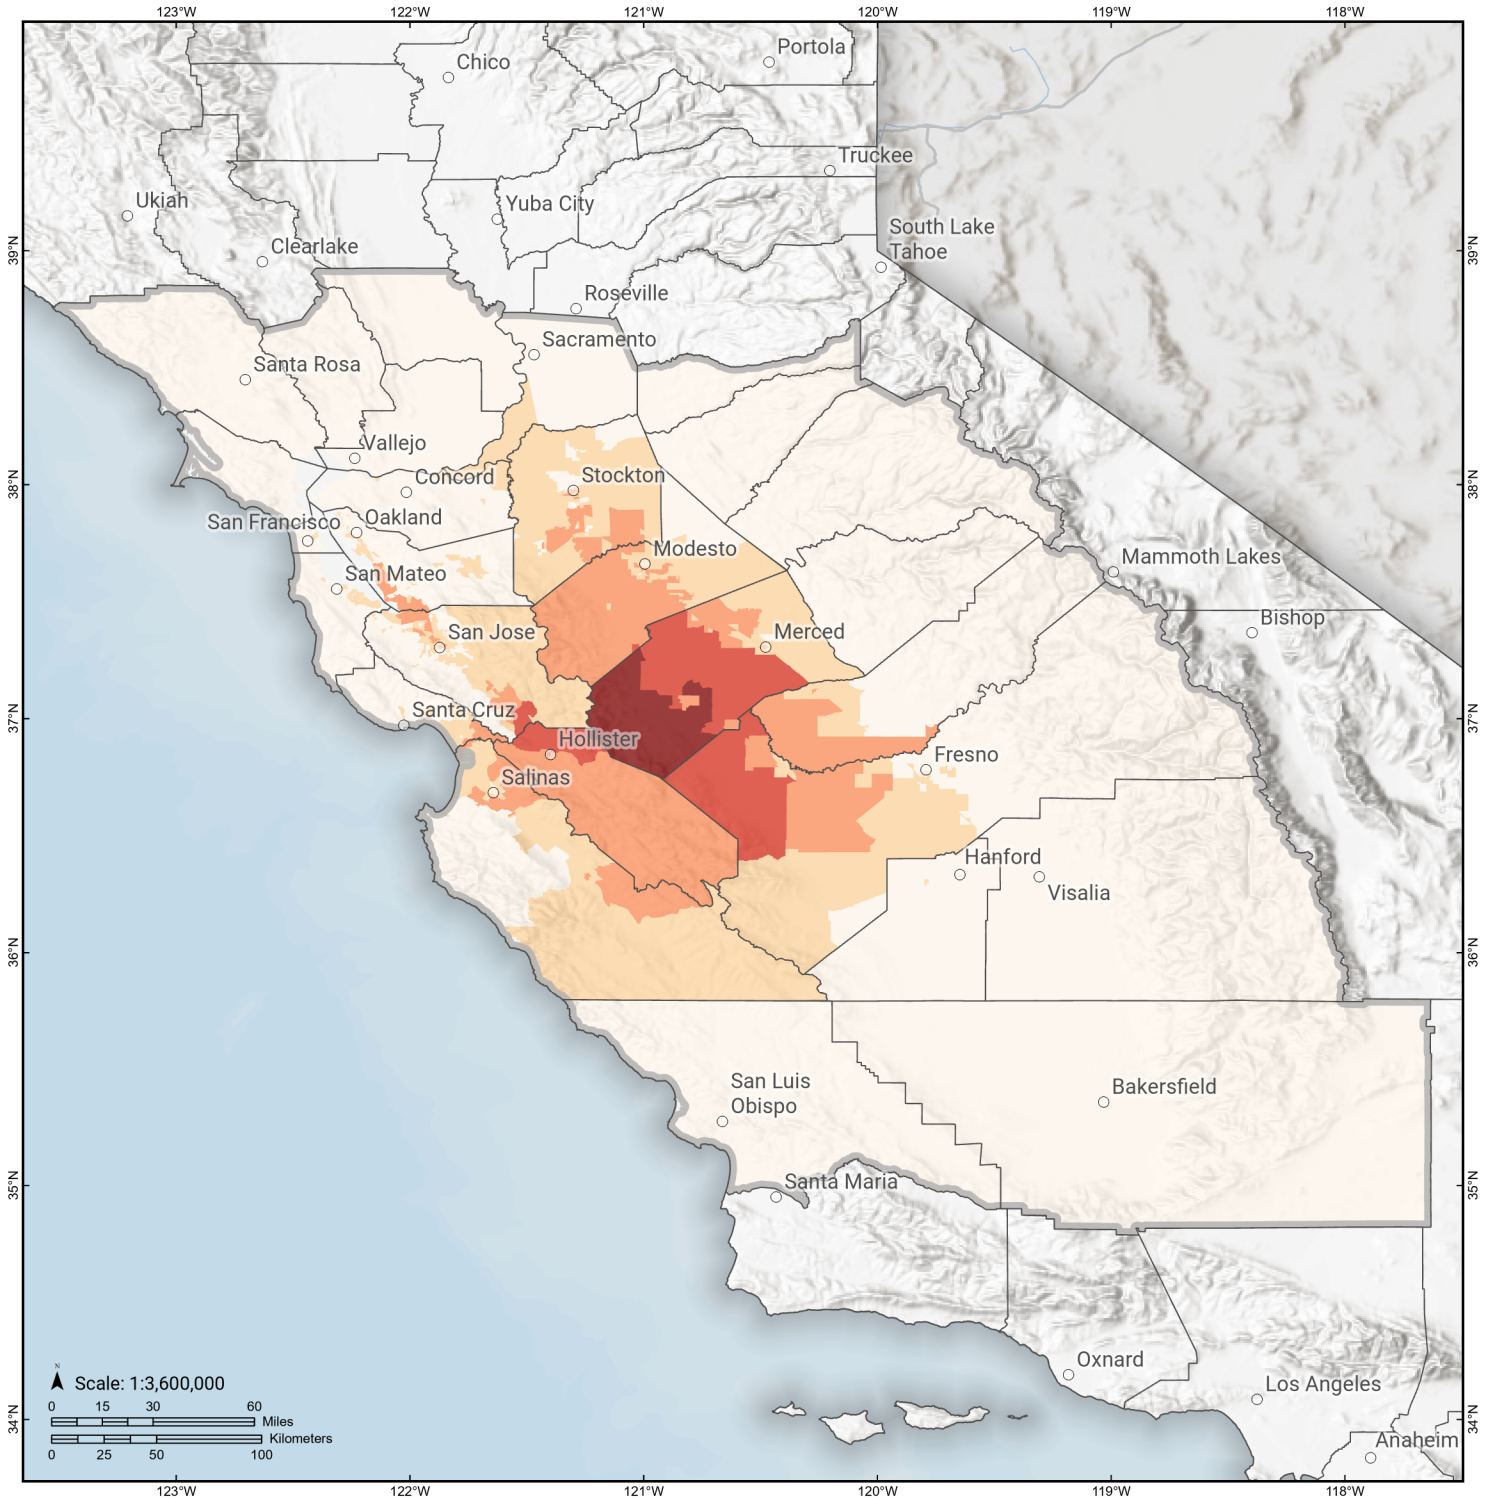 123°W 122°W 121°W 120°W 119°W 118°W
Portola
Chico
Truckee
Ukiah
Yuba City
South Lake
Tahoe
Clearlake
39°N
39°N
Roseville
Sacramento
Santa Rosa
Vallejo
Concord
Stockton
38°N
38°N
San Francisco
Oakland
Modesto
Mammoth Lakes
San Mateo
Bishop
San Jose
Merced
Santa Cruz
37°N
37°N
Hollister
Fresno
Salinas
Hanford
Visalia
36°N
36°N
San Luis
Obispo
Bakersfield
35°N
35°N
Santa Maria
Oxnard
N
Scale: 1:3,600,000
Los Angeles
0 15 30 60
Miles
34°N
34°N
Kilometers
Anaheim
0 25 50 100
123°W 122°W 121°W 120°W 119°W 118°W